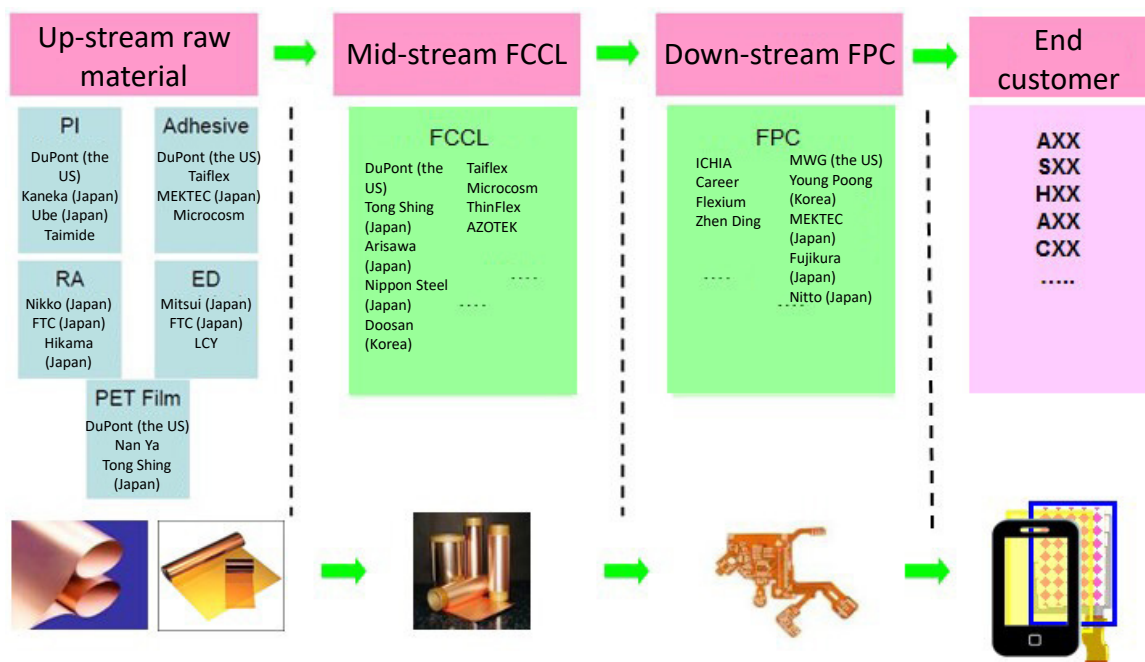 Up-stream raw
material
Mid-stream FCCL
Down-stream FPC
End
customer
PI
DuPont (the
US)
Kaneka (Japan)
Ube (Japan)
Taimide
Adhesive
DuPont (the US)
Taiflex
MEKTEC (Japan)
Microcosm
RA
Nikko (Japan)
FTC (Japan)
Hikama
(Japan)
ED
Mitsui (Japan)
FTC (Japan)
LCY
PET Film
DuPont (the US)
Nan Ya
Tong Shing
(Japan)
FCCL
DuPont (the
US)
Tong Shing
(Japan)
Arisawa
(Japan)
Nippon Steel
(Japan)
Doosan
(Korea)
....
Taiflex
Microcosm
ThinFlex
AZOTEK
....
FPC
ICHIA
Career
Flexium
Zhen Ding
....
MWG (the US)
Young Poong
(Korea)
MEKTEC
(Japan)
Fujikura
(Japan)
Nitto (Japan)
....
AXX
SXX
HXX
AXX
CXX
.....